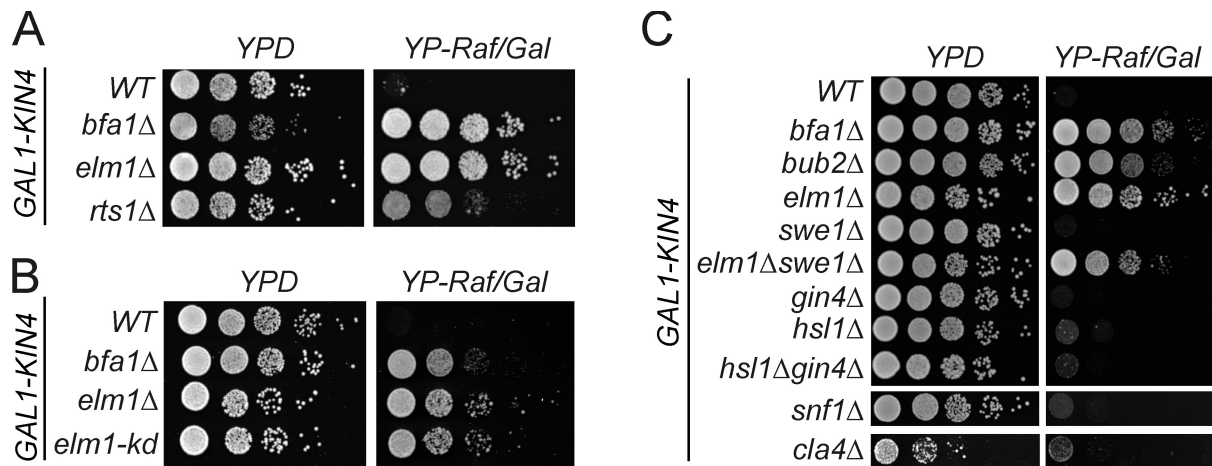 A
YPD YP-Raf/Gal
GAL1-KIN4
WT
bfa1Δ
elm1Δ
rts1Δ
B
YPD YP-Raf/Gal
GAL1-KIN4
WT
bfa1Δ
elm1Δ
elm1-kd
C
YPD YP-Raf/Gal
GAL1-KIN4
WT
bfa1Δ
bub2Δ
elm1Δ
swe1Δ
elm1Δswe1Δ
gin4Δ
hsl1Δ
hsl1Δgin4Δ
snf1Δ
cla4Δ